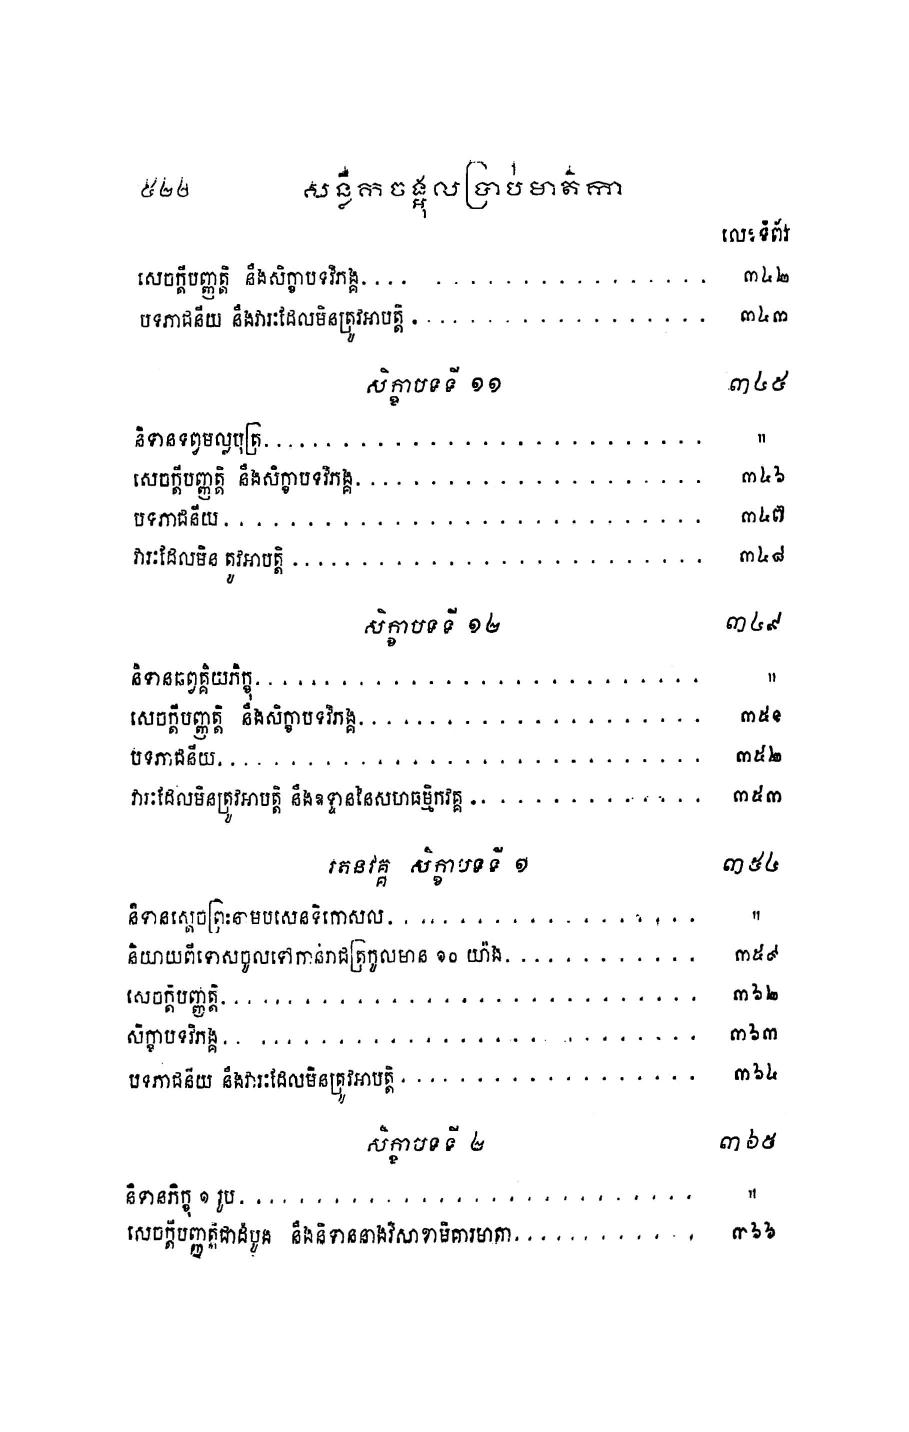 ៥២២ សន្លឹកចង្អុលប្រាប់មាតិកា
លេខទំព័រ
សេចក្តីបញ្ញត្តិ នឹងសិក្ខាបទវិភង្គ. . . . . . . . . . . . . . . . . . . . ៣៤២
បទភាជនីយ នឹងវារៈដែលមិនត្រូវអាបត្តិ . . . . . . . . . . . . . . . . . ៣៤៣
សិក្ខាបទទី ១១ ៣៤៥
និទានទព្វមល្លបុត្រ. . . . . . . . . . . . . . . . . . . . . . . . . . . "
សេចក្តីបញ្ញត្តិ នឹងសិក្ខាបទវិភង្គ. . . . . . . . . . . . . . . . . . . . ៣៤៦
បទភាជនីយ . . . . . . . . . . . . . . . . . . . . . . . . . . . . . ៣៤៧
វារៈដែលមិន តូវអាបត្តិ . . . . . . . . . . . . . . . . . . . . . . . . ៣៤៨
សិក្ខាបទទី ១២ ៣៤៩
និទានឆព្វគ្គិយភិក្ខុ. . . . . . . . . . . . . . . . . . . . . . . . . . . "
សេចក្តីបញ្ញត្តិ នឹងសិក្ខាបទវិភង្គ. . . . . . . . . . . . . . . . . . . . ៣៥១
បទភាជនីយ. . . . . . . . . . . . . . . . . . . . . . . . . . . . . ៣៥២
វារៈដែលមិនត្រូវអាបត្តិ នឹងឧទ្ទាននៃសហធម្មិកវគ្គ . . . . . . . . . . . . . ៣៥៣
រតនវគ្គ សិក្ខាបទទី ១ ៣៥៤
និទានស្តេចព្រះនាមបសេនទិកោសល. . . . . . . . . . . . . . . . . . . "
និយាយពីទោសចូលទៅកាន់រាជត្រកូលមាន ១០ យ៉ាង. . . . . . . . . . . . ៣៥៩
សេចក្តីបញ្ញត្តិ. . . . . . . . . . . . . . . . . . . . . . . . . . . . . ៣៦២
សិក្ខាបទវិភង្គ. . . . . . . . . . . . . . . . . . . . . . . . . . . . . ៣៦៣
បទភាជនីយ នឹងវារៈដែលមិនត្រូវអាបត្តិ . . . . . . . . . . . . . . . . . ៣៦៤
សិក្ខាបទទី ២ ៣៦៥
និទានភិក្ខុ ១ រូប. . . . . . . . . . . . . . . . . . . . . . . . . . . . "
សេចក្តីបញ្ញត្តិជាដំបូង នឹងនិទាននាងវិសាខាមិគារមាតា. . . . . . . . . . . . ៣៦៦